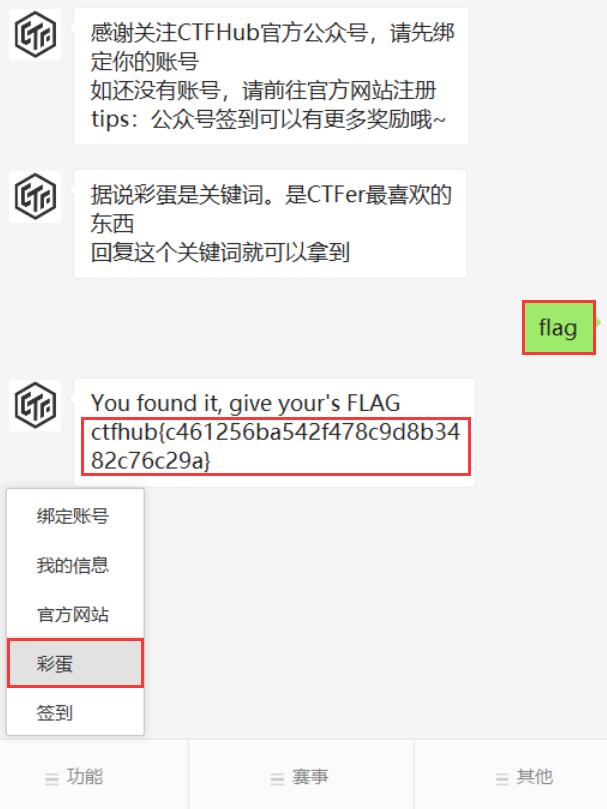 感谢关注CTFHub官方公众号，请先绑
定你的账号
如还没有账号，请前往官方网站注册
tips：公众号签到可以有更多奖励哦~
据说彩蛋是关键词。是CTFer最喜欢的
东西
回复这个关键词就可以拿到
flag
You found it, give your's FLAG
ctfhub{c461256ba542f478c9d8b34
82c76c29a}
绑定账号
我的信息
官方网站
彩蛋
签到
功能
赛事
其他